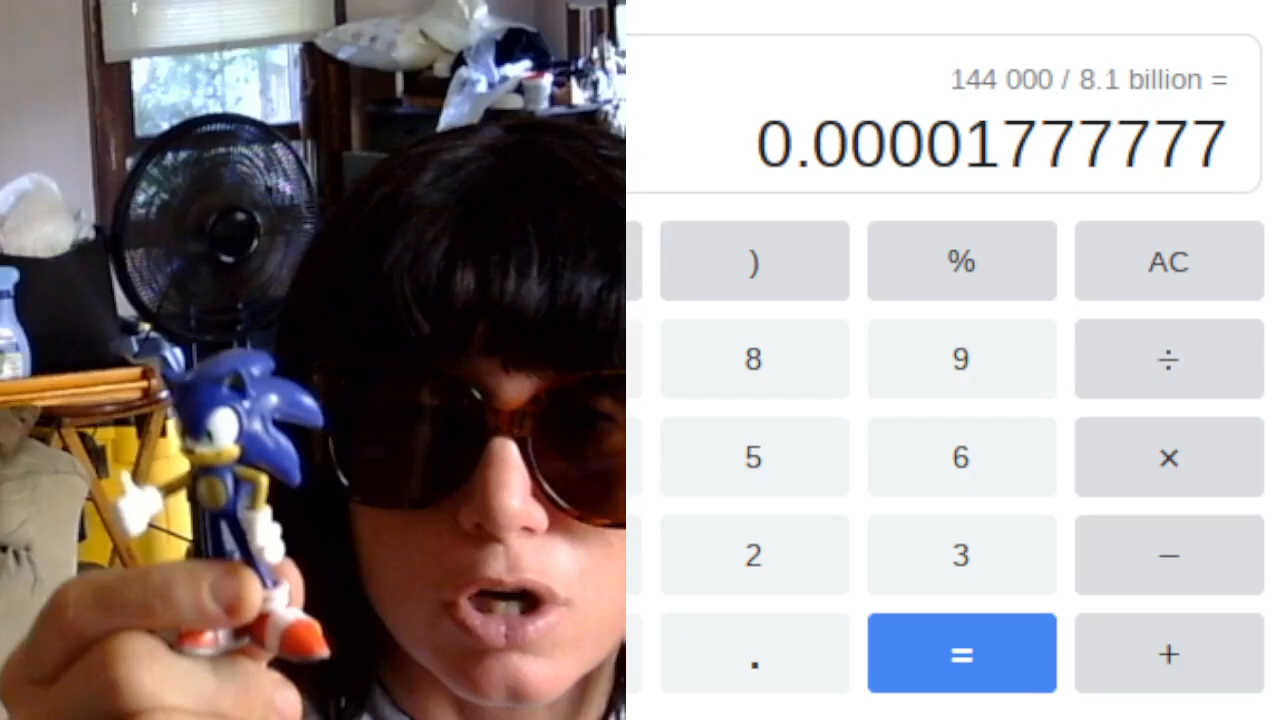 144 000 / 8.1 billion =
0.00001777777
) % AC
8 9 ÷
5 6 ×
2 3 −
. = +